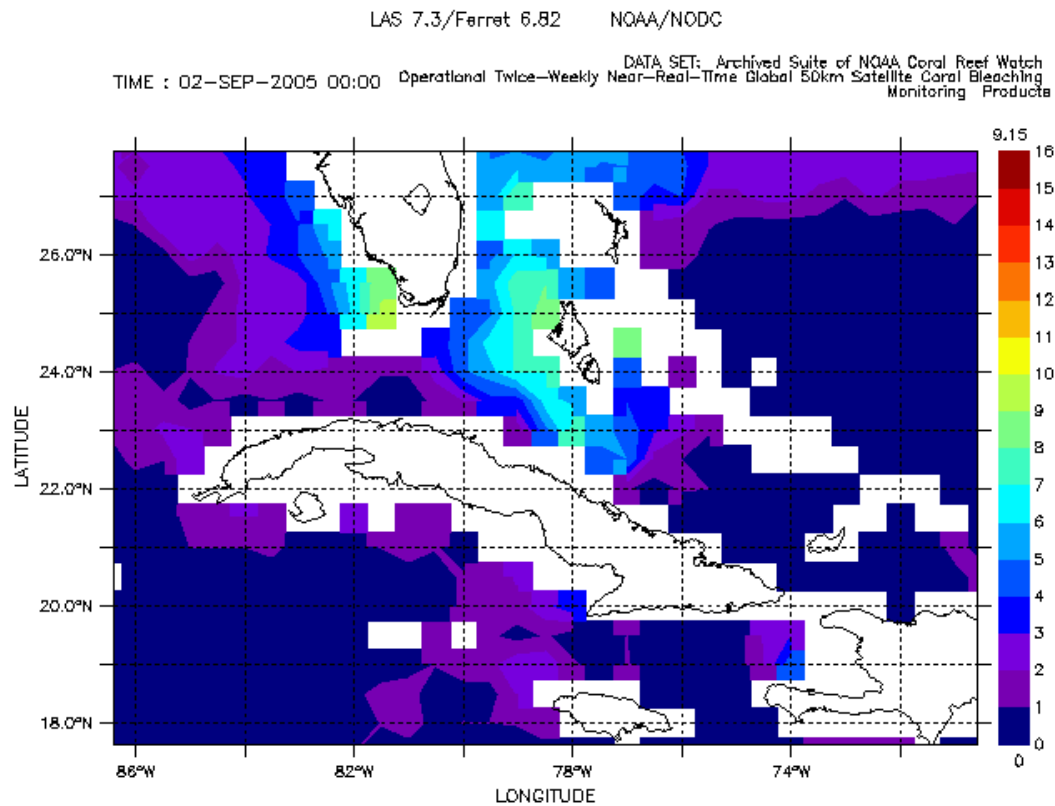 LAS 7.3/Ferret 6.82 NOAA/NODC
DATA SET: Archived Suite of NOAA Coral Reef Watch
TIME : 02-SEP-2005 00:00 Operational Twice-Weekly Near-Real-Time Global 50km Satellite Coral Bleaching
Monitoring Products
9.15
16
15
14
13
12
11
10
9
8
7
6
5
4
3
2
1
0
0
26.0°N
24.0°N
22.0°N
20.0°N
18.0°N
LATITUDE
86°W 82°W 78°W 74°W
LONGITUDE